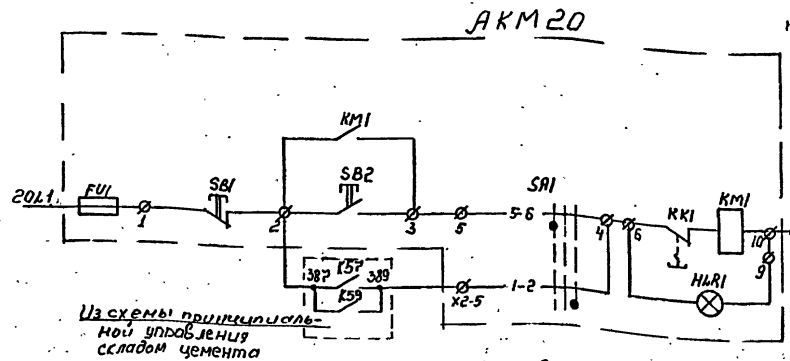 АКМ20
КМ1
20L1
FU1
1
SB1
2
SB2
3
5
5-6
SA1
4
6
КК1
КМ1
10
9
HLR1
387
К57
389
К59
Х2-5
1-2
Из схемы принципиаль-
ной управления
складом цемента